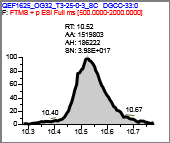 QEF1625_OG32_T3-25-0-3_SC DGCC-33:0
F: FTMS + p ESI Full ms [500.0000-2000.0000]
RT: 10.52
AA: 1519803
AH: 186222
SN: 3.98E+017
100
80
60
40
20
0
10.40
10.67
10.3 10.4 10.5 10.6 10.7